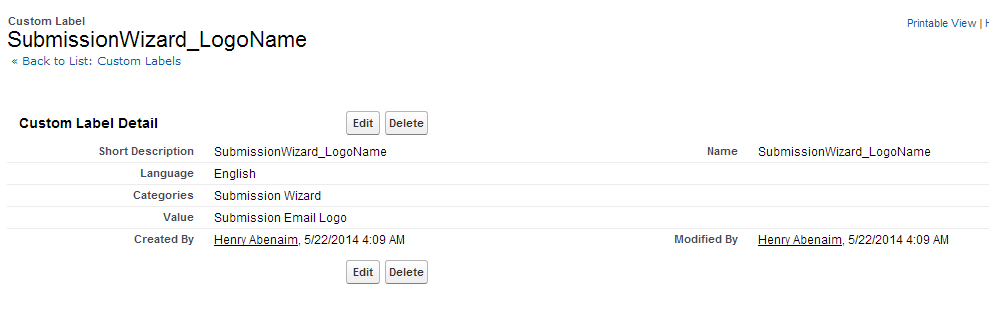 Custom Label
Printable View | H
SubmissionWizard_LogoName
« Back to List: Custom Labels
Custom Label Detail Edit Delete
Short Description SubmissionWizard_LogoName Name SubmissionWizard_LogoName
Language English
Categories Submission Wizard
Value Submission Email Logo
Created By Henry Abenaim, 5/22/2014 4:09 AM Modified By Henry Abenaim, 5/22/2014 4:09 AM
Edit Delete